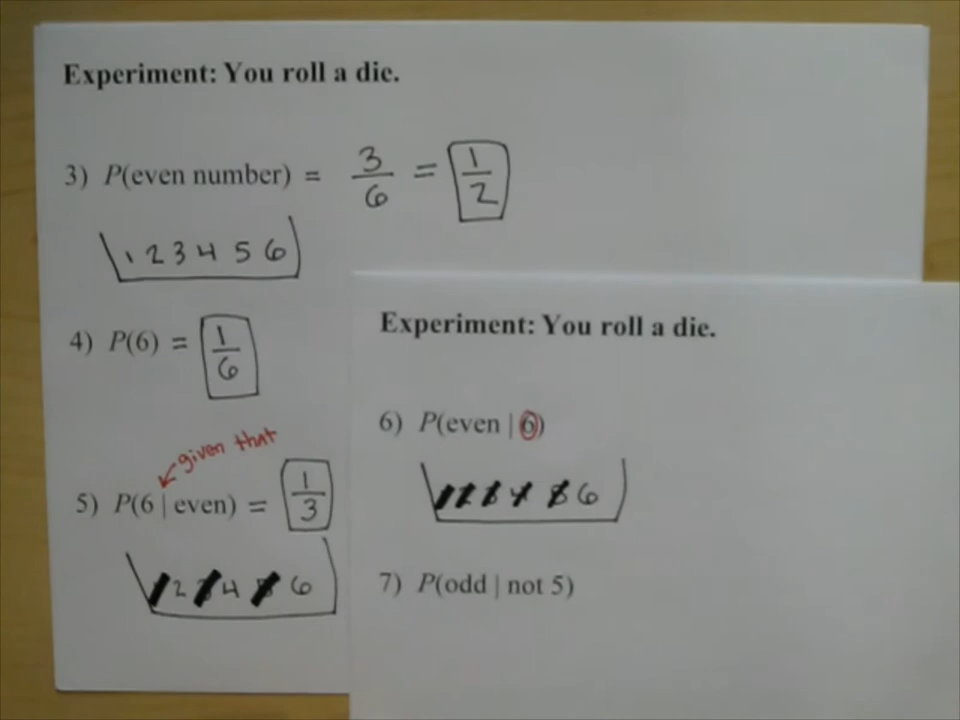 Experiment: You roll a die.
3) P(even number) = 3/6 = 1/2
1 2 3 4 5 6
4) P(6) = 1/6
given that
5) P(6 | even) = 1/3
2 4 6
Experiment: You roll a die.
6) P(even | 6)
4 6
7) P(odd | not 5)